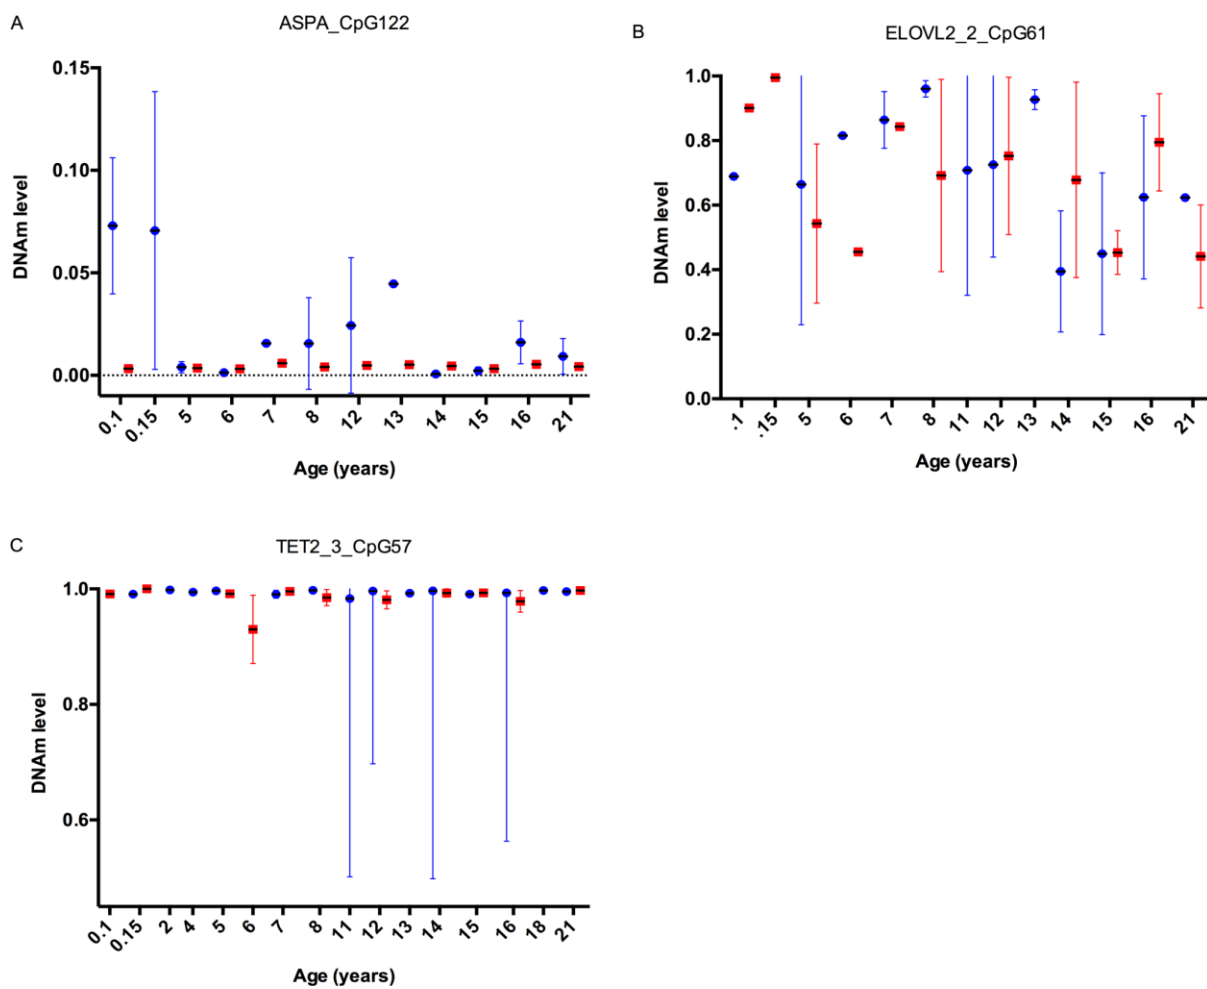 A
ASPA_CpG122
DNAm level
0.15
0.10
0.05
0.00
0.1 0.15 5 6 7 8 12 13 14 15 16 21
Age (years)
B
ELOVL2_2_CpG61
DNAm level
1.0
0.8
0.6
0.4
0.2
0.0
.1 .15 5 6 7 8 11 12 13 14 15 16 21
Age (years)
C
TET2_3_CpG57
DNAm level
1.0
0.8
0.6
0.1 0.15 2 4 5 6 7 8 11 12 13 14 15 16 18 21
Age (years)